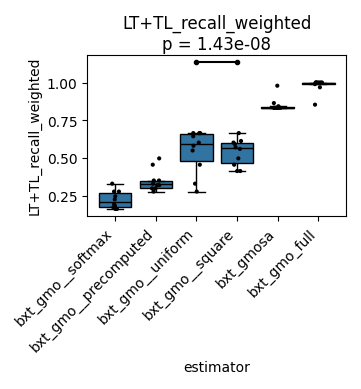 LT+TL_recall_weighted
p = 1.43e-08
LT+TL_recall_weighted
1.00
0.75
0.50
0.25
bxt_gmo__softmax
bxt_gmo__precomputed
bxt_gmo__uniform
bxt_gmo__square
bxt_gmosa
bxt_gmo_full
estimator